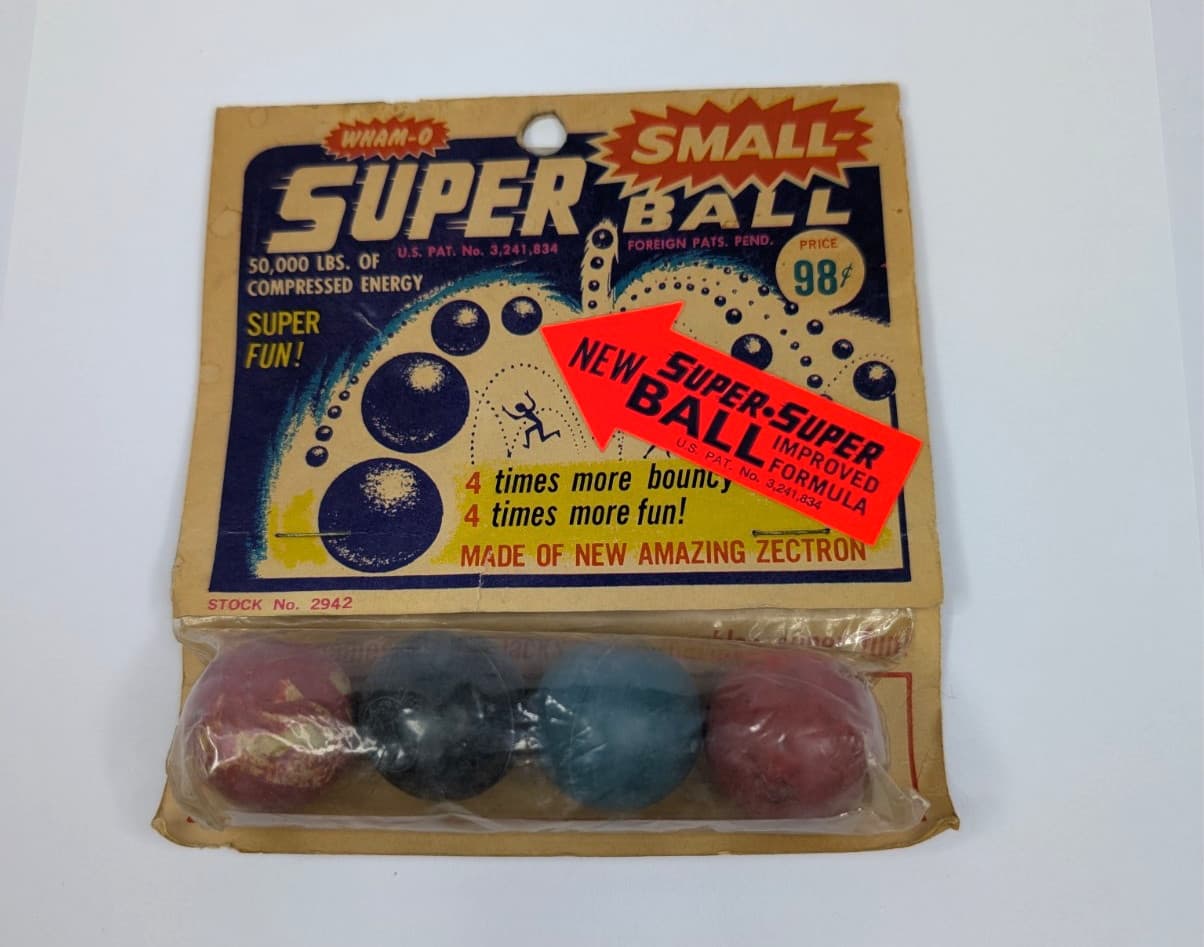 WHAM-O
SUPER
SMALL-
BALL
U.S. PAT. No. 3,241,834
FOREIGN PATS. PEND.
50,000 LBS. OF
COMPRESSED ENERGY
PRICE
98¢
SUPER
FUN!
NEW
SUPER•SUPER
BALL
IMPROVED
FORMULA
U.S. PAT. No. 3,241,834
4 times more bouncy
4 times more fun!
MADE OF NEW AMAZING ZECTRON
STOCK No. 2942